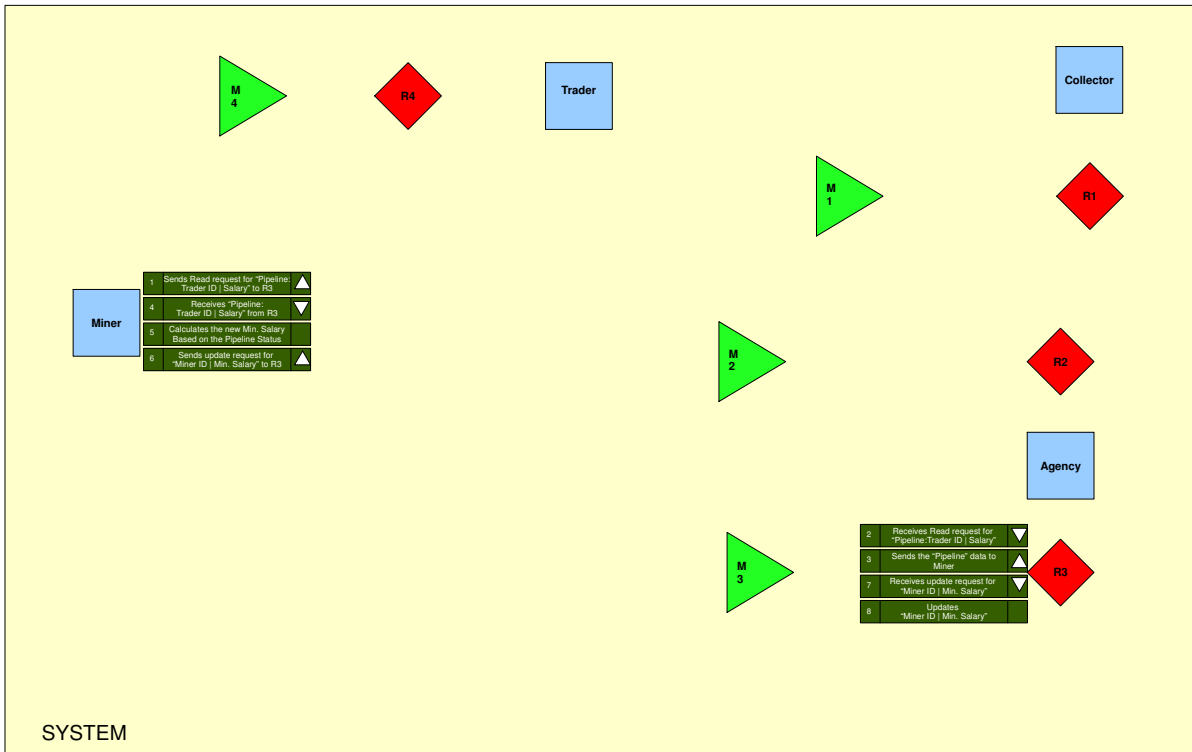 M
4
R4
Trader
Collector
M
1
R1
Miner
1
Sends Read request for “Pipeline:
Trader ID | Salary” to R3
4
Receives “Pipeline:
Trader ID | Salary” from R3
5
Calculates the new Min. Salary
Based on the Pipeline Status
6
Sends update request for
“Miner ID | Min. Salary” to R3
M
2
R2
Agency
M
3
2
Receives Read request for
“Pipeline:Trader ID | Salary”
3
Sends the “Pipeline” data to
Miner
7
Receives update request for
“Miner ID | Min. Salary”
8
Updates
“Miner ID | Min. Salary”
R3
SYSTEM